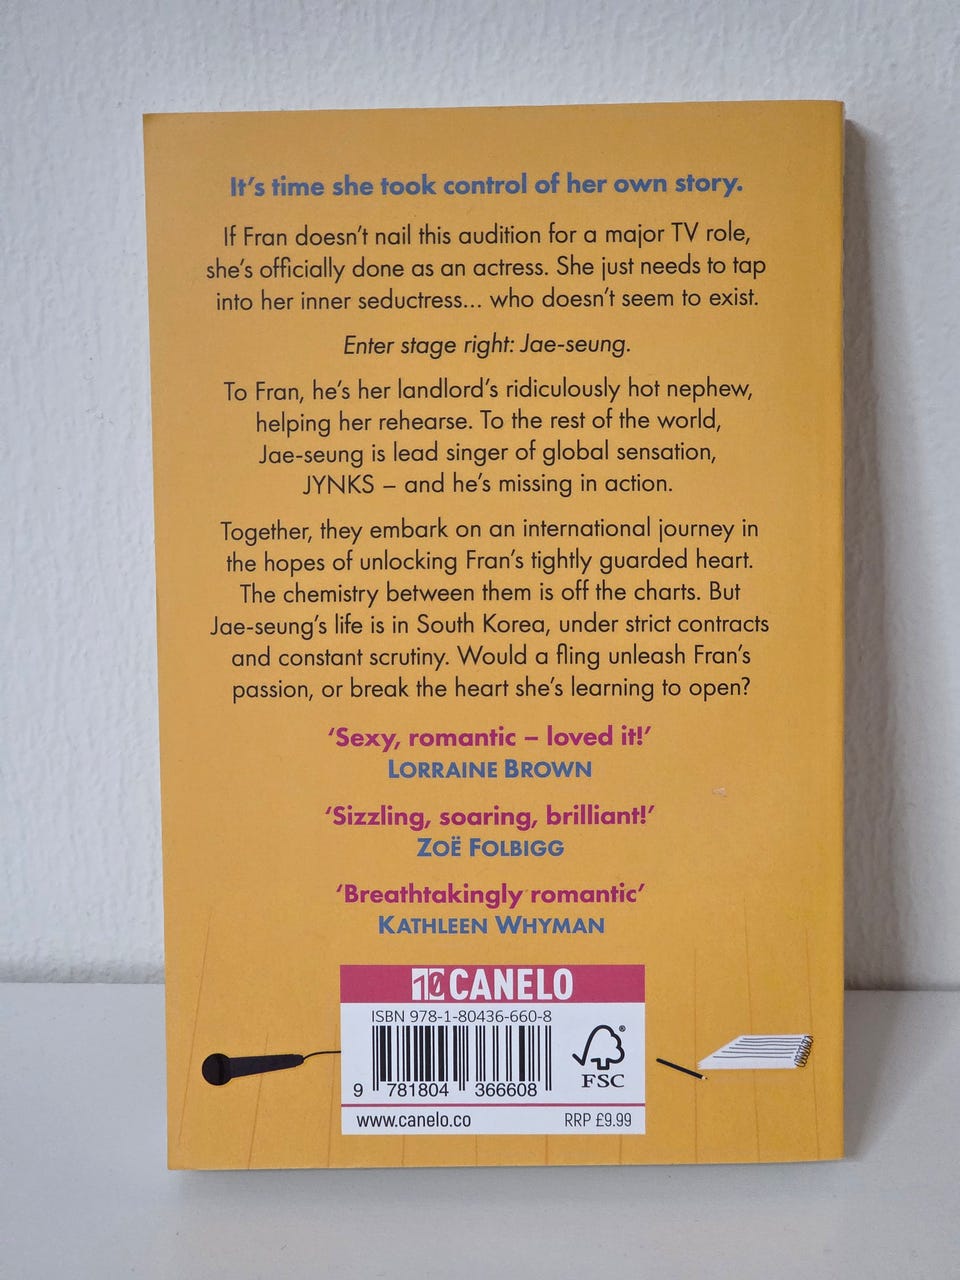 It's time she took control of her own story.
If Fran doesn't nail this audition for a major TV role,
she's officially done as an actress. She just needs to tap
into her inner seductress... who doesn't seem to exist.
Enter stage right: Jae-seung.
To Fran, he's her landlord's ridiculously hot nephew,
helping her rehearse. To the rest of the world,
Jae-seung is lead singer of global sensation,
JYNKS – and he's missing in action.
Together, they embark on an international journey in
the hopes of unlocking Fran's tightly guarded heart.
The chemistry between them is off the charts. But
Jae-seung's life is in South Korea, under strict contracts
and constant scrutiny. Would a fling unleash Fran's
passion, or break the heart she's learning to open?
'Sexy, romantic – loved it!'
LORRAINE BROWN
'Sizzling, soaring, brilliant!'
ZOË FOLBIGG
'Breathtakingly romantic'
KATHLEEN WHYMAN
10 CANELO
ISBN 978-1-80436-660-8
9 781804 366608
FSC®
www.canelo.co RRP £9.99